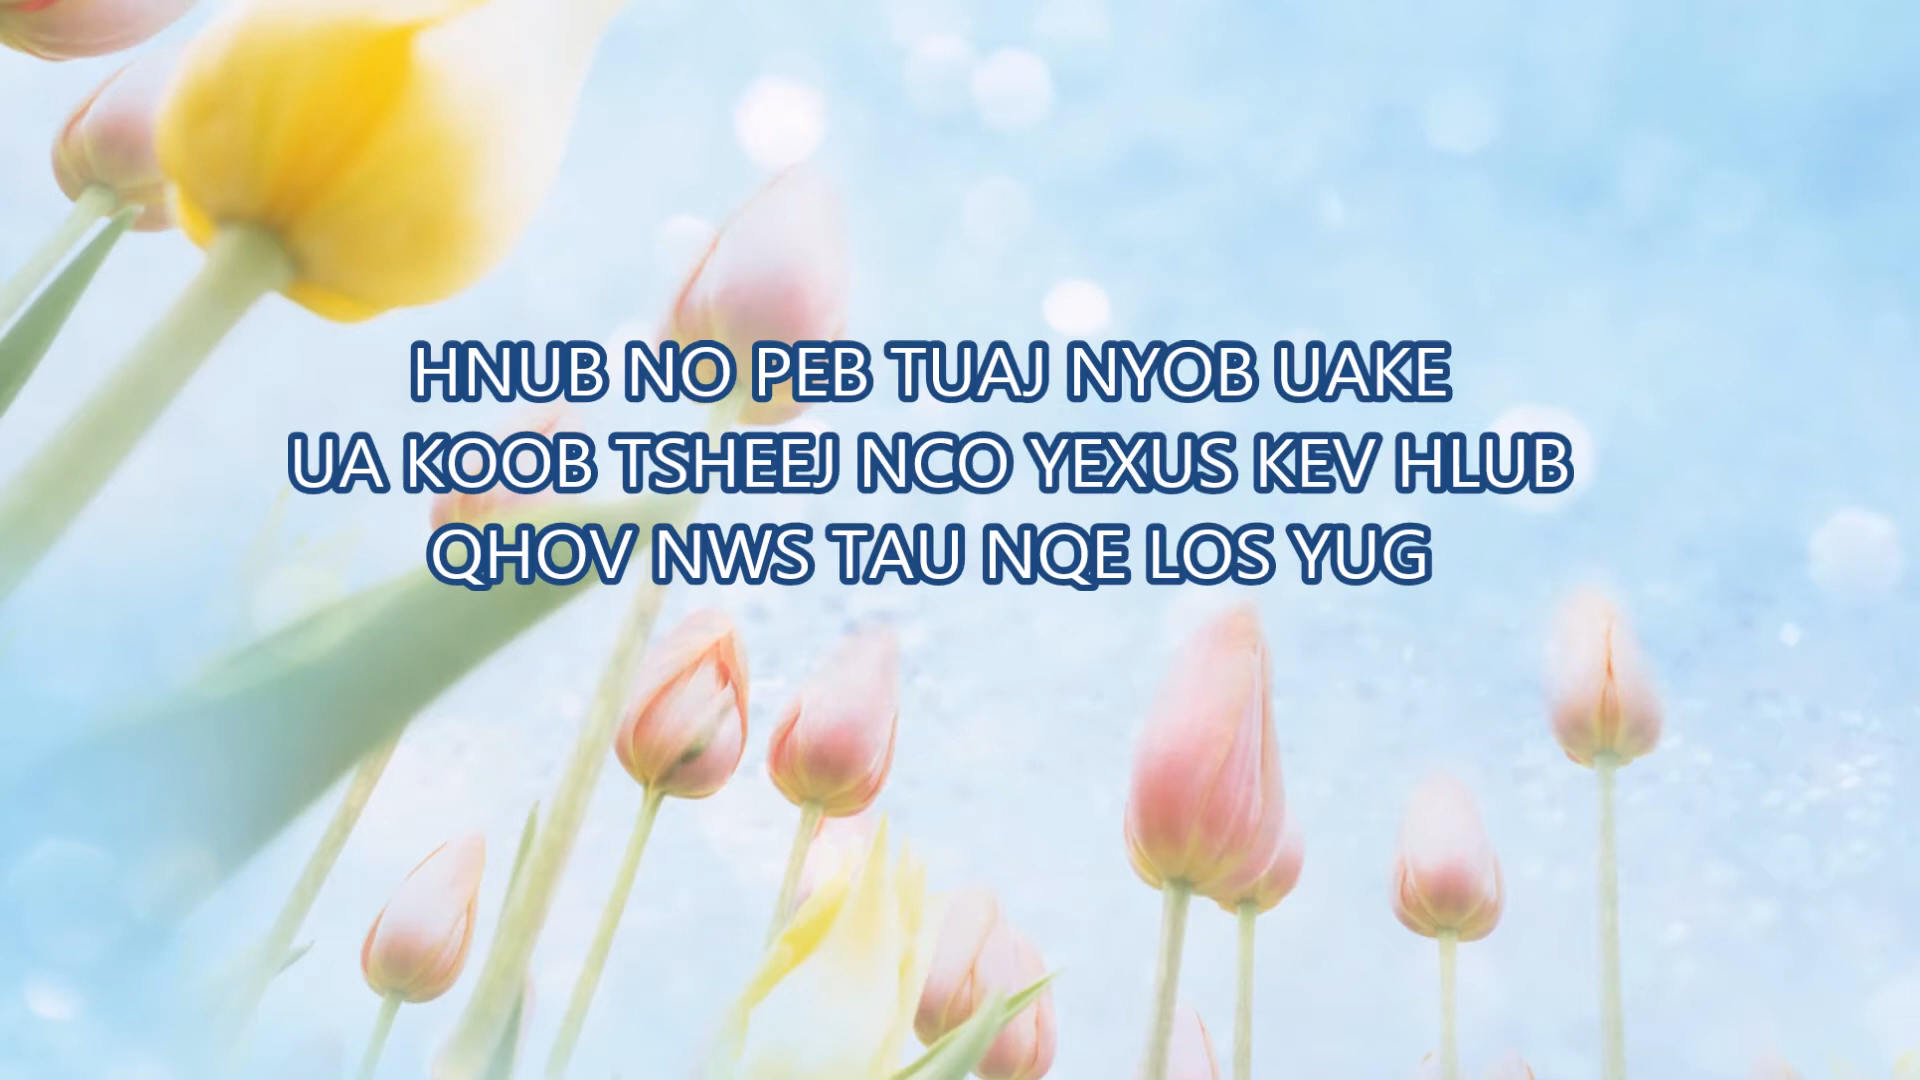 HNUB NO PEB TUAJ NYOB UAKE
UA KOOB TSHEEJ NCO YEXUS KEV HLUB
QHOV NWS TAU NQE LOS YUG